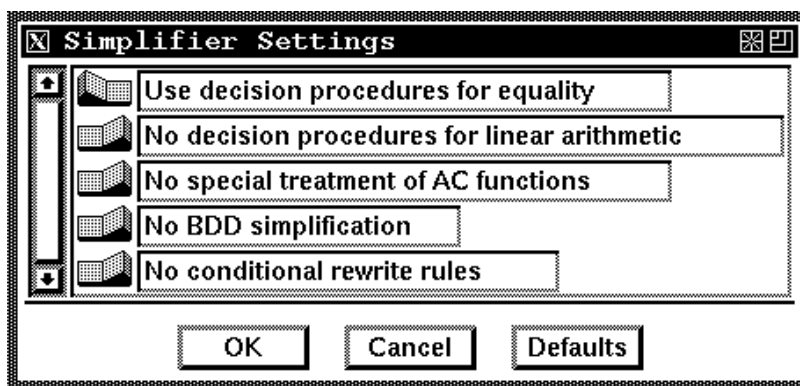 X Simplifier Settings
Use decision procedures for equality
No decision procedures for linear arithmetic
No special treatment of AC functions
No BDD simplification
No conditional rewrite rules
OK Cancel Defaults